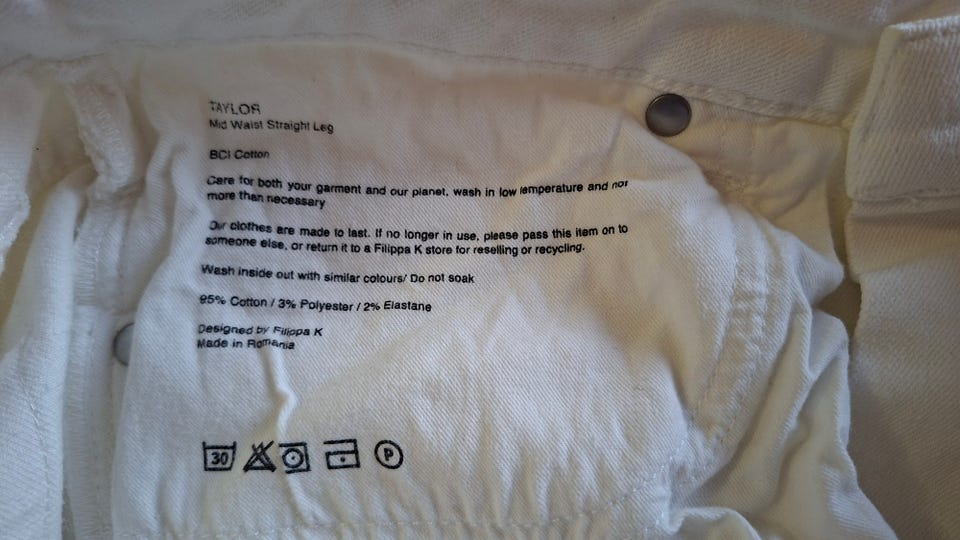 TAYLOR
Mid Waist Straight Leg
BCI Cotton
Care for both your garment and our planet, wash in low temperature and not
more than necessary
Our clothes are made to last. If no longer in use, please pass this item on to
someone else, or return it to a Filippa K store for reselling or recycling.
Wash inside out with similar colours/ Do not soak
95% Cotton / 3% Polyester / 2% Elastane
Designed by Filippa K
Made in Romania
30 P